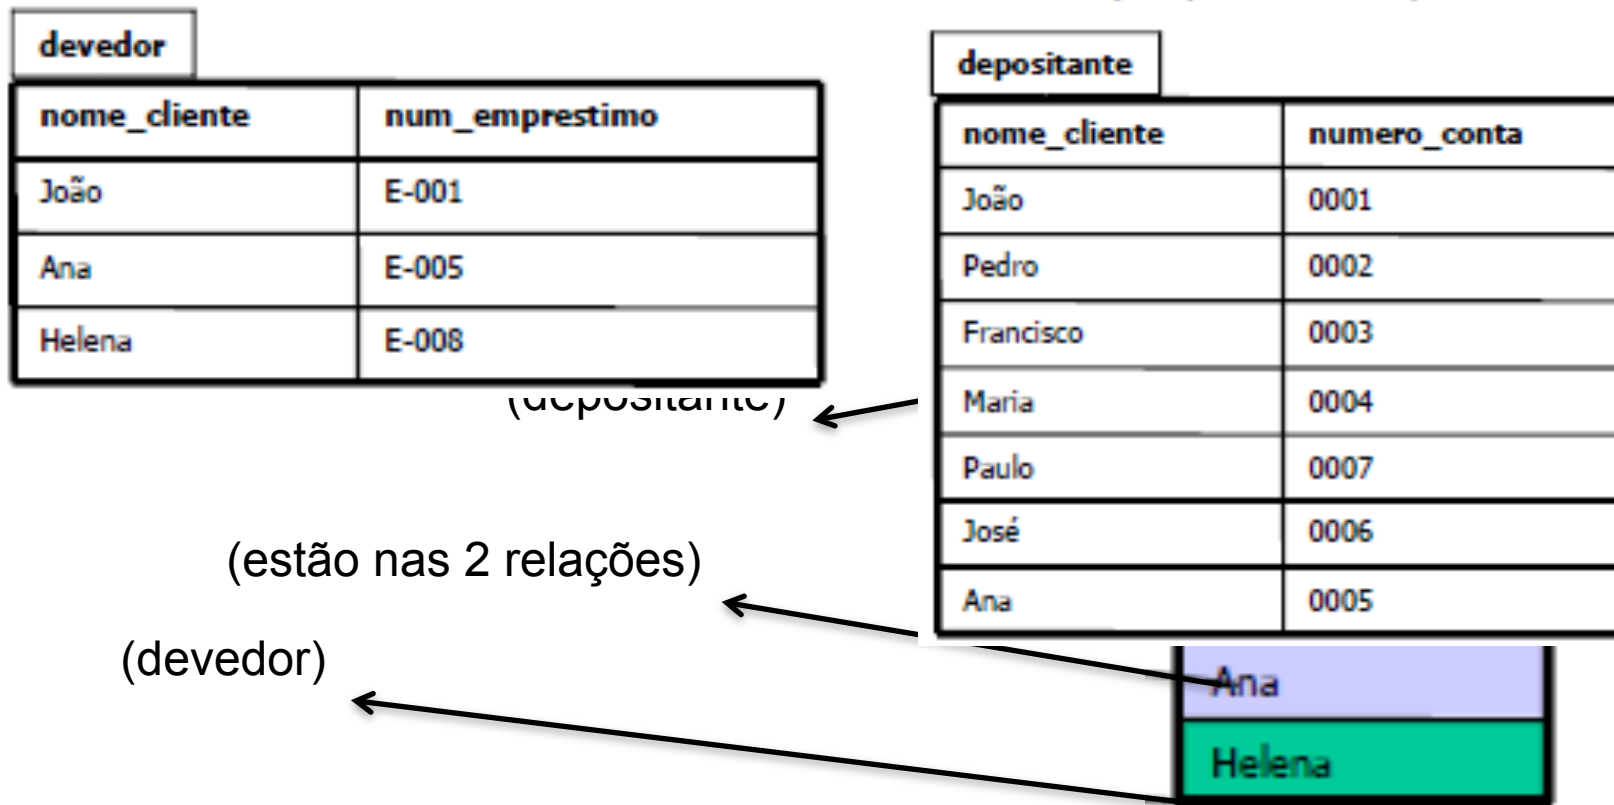 devedor
nome_cliente num_emprestimo
João E-001
Ana E-005
Helena E-008
depositante
nome_cliente numero_conta
João 0001
Pedro 0002
Francisco 0003
Maria 0004
Paulo 0007
José 0006
Ana 0005
(depositante)
(estão nas 2 relações)
(devedor)
Ana
Helena